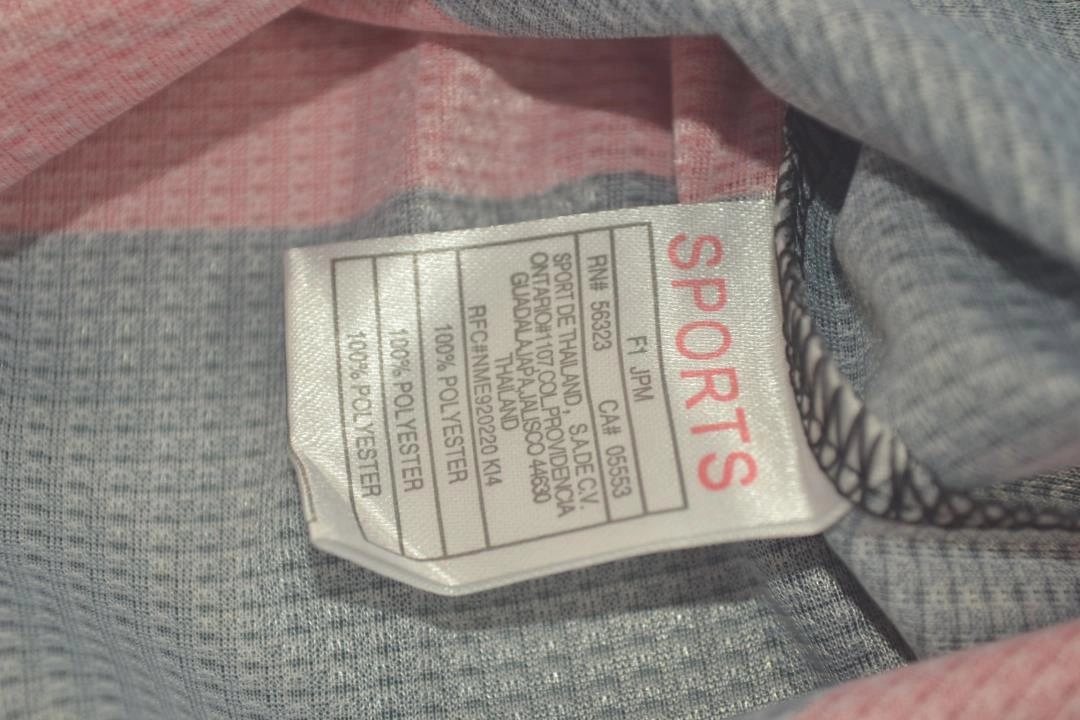 SPORTS
F1 JPM
RN# 56323 CA# 05553
SPORT DE THAILAND, S.A.DE C.V.
ONTARIO#1107,COL.PROVIDENCIA
GUADALAJAPA,JALISCO 44630
THAILAND
RFC#NME920220 KI4
100% POLYESTER
100% POLYESTER
100% POLYESTER